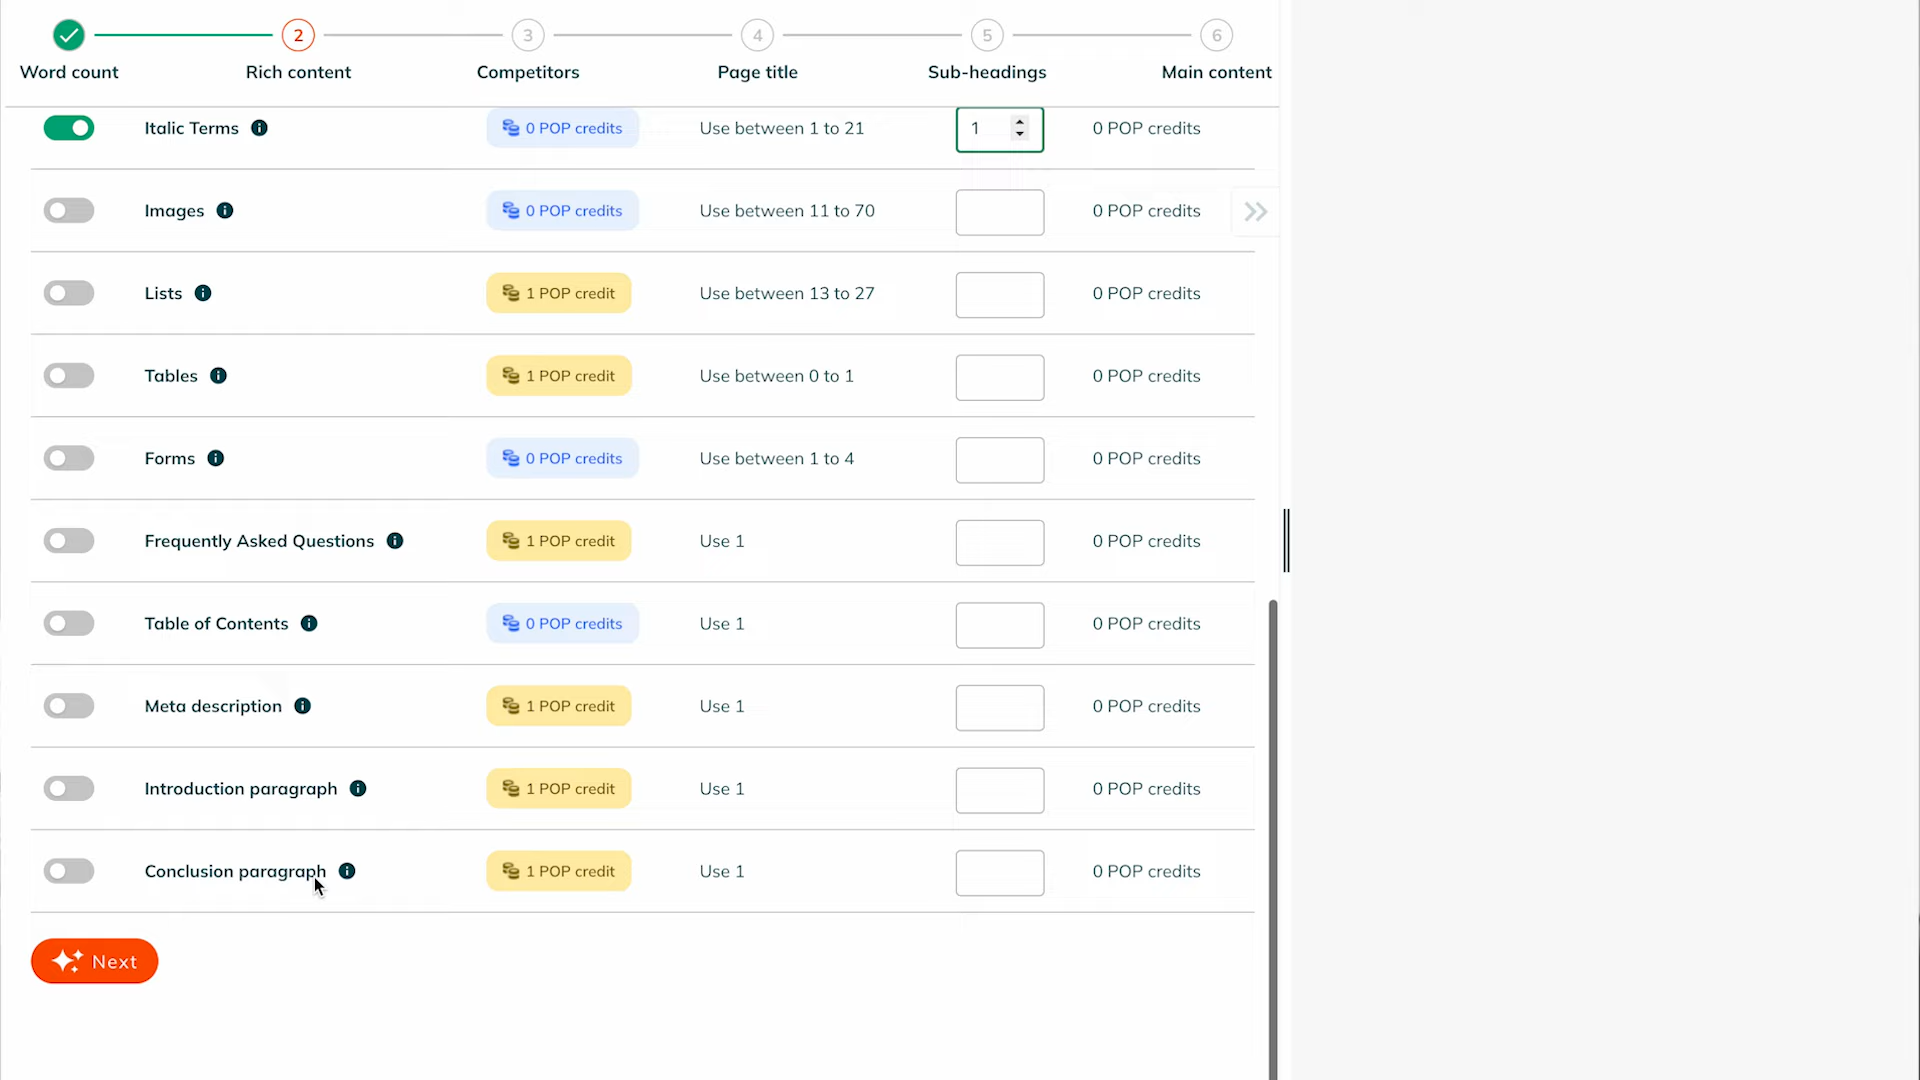 2 3 4 5 6
Word count Rich content Competitors Page title Sub-headings Main content
Italic Terms 0 POP credits Use between 1 to 21 1 0 POP credits
Images 0 POP credits Use between 11 to 70 0 POP credits
Lists 1 POP credit Use between 13 to 27 0 POP credits
Tables 1 POP credit Use between 0 to 1 0 POP credits
Forms 0 POP credits Use between 1 to 4 0 POP credits
Frequently Asked Questions 1 POP credit Use 1 0 POP credits
Table of Contents 0 POP credits Use 1 0 POP credits
Meta description 1 POP credit Use 1 0 POP credits
Introduction paragraph 1 POP credit Use 1 0 POP credits
Conclusion paragraph 1 POP credit Use 1 0 POP credits
Next